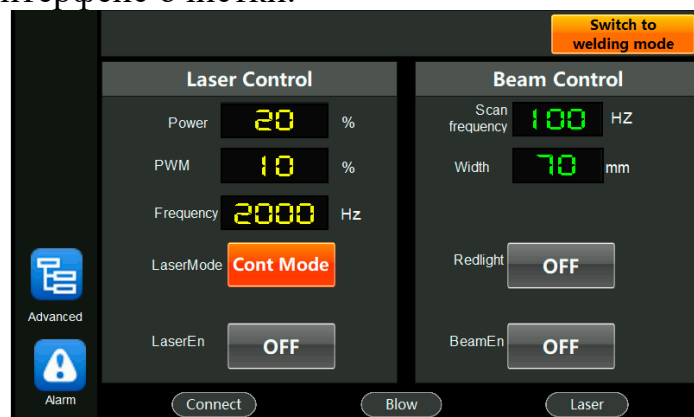 Switch to
welding mode
Laser Control
Power 20 %
PWM 10 %
Frequency 2000 Hz
LaserMode Cont Mode
LaserEn OFF
Beam Control
Scan
frequency 100 HZ
Width 70 mm
Redlight OFF
BeamEn OFF
Advanced
Alarm
Connect
Blow
Laser